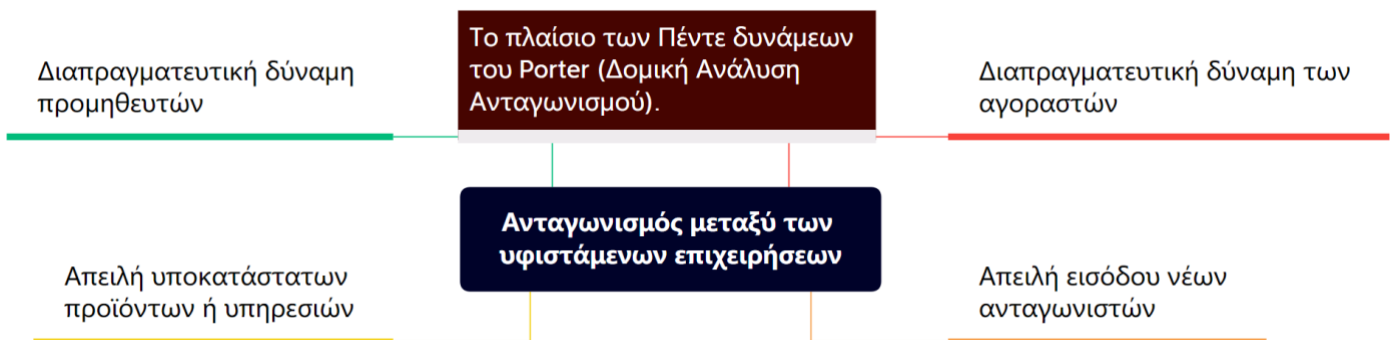 Το πλαίσιο των Πέντε δυνάμεων
του Porter (Δομική Ανάλυση
Ανταγωνισμού).
Διαπραγματευτική δύναμη
προμηθευτών
Διαπραγματευτική δύναμη των
αγοραστών
Ανταγωνισμός μεταξύ των
υφιστάμενων επιχειρήσεων
Απειλή υποκατάστατων
προϊόντων ή υπηρεσιών
Απειλή εισόδου νέων
ανταγωνιστών